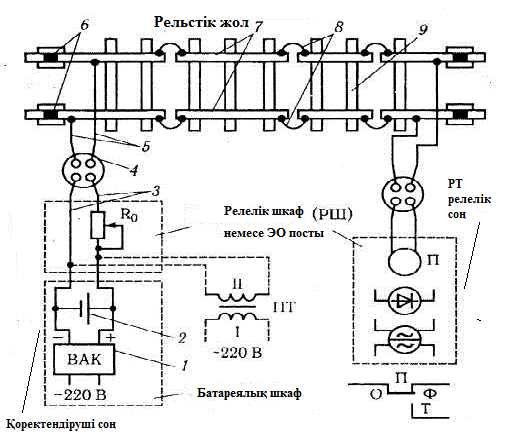 6 Рельстік жол 7 8 9
5
4
3
РТ
релелік
соң
R0
Релелік шкаф (РШ)
немесе ЭО посты
П
II
ПТ
I
2
~220 В
− +
ВАК 1
~220 В
Батареялық шкаф
П
О Ф
Т
Қоректендіруші соң